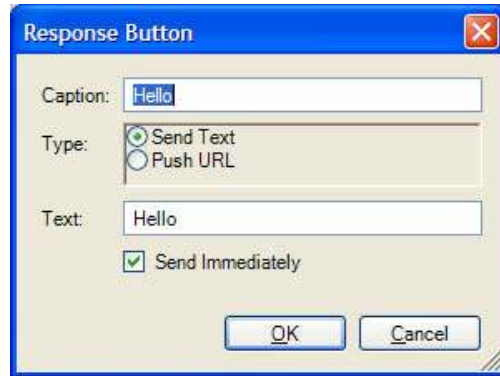 Response Button
Caption: Hello
Type: Send Text
Push URL
Text: Hello
Send Immediately
OK Cancel